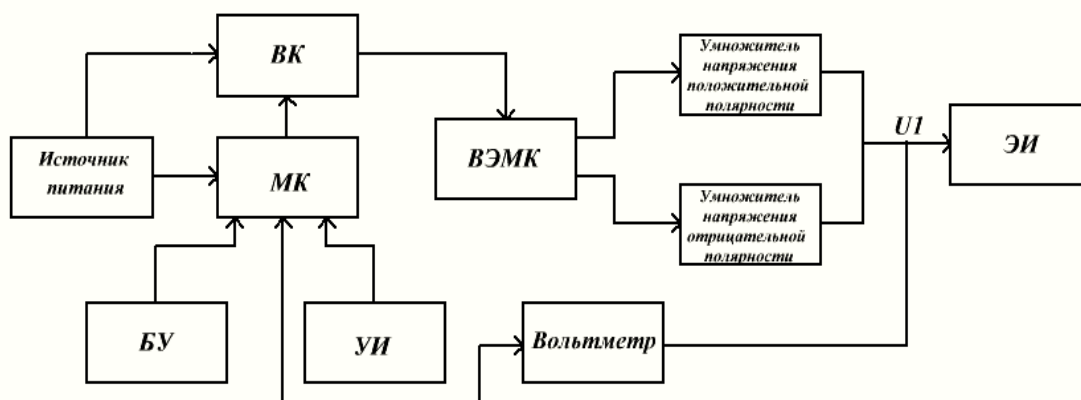 ВК
Умножитель
напряжения
положительной
полярности
U1
ЭИ
Источник
питания
МК
ВЭМК
Умножитель
напряжения
отрицательной
полярности
БУ
УИ
Вольтметр